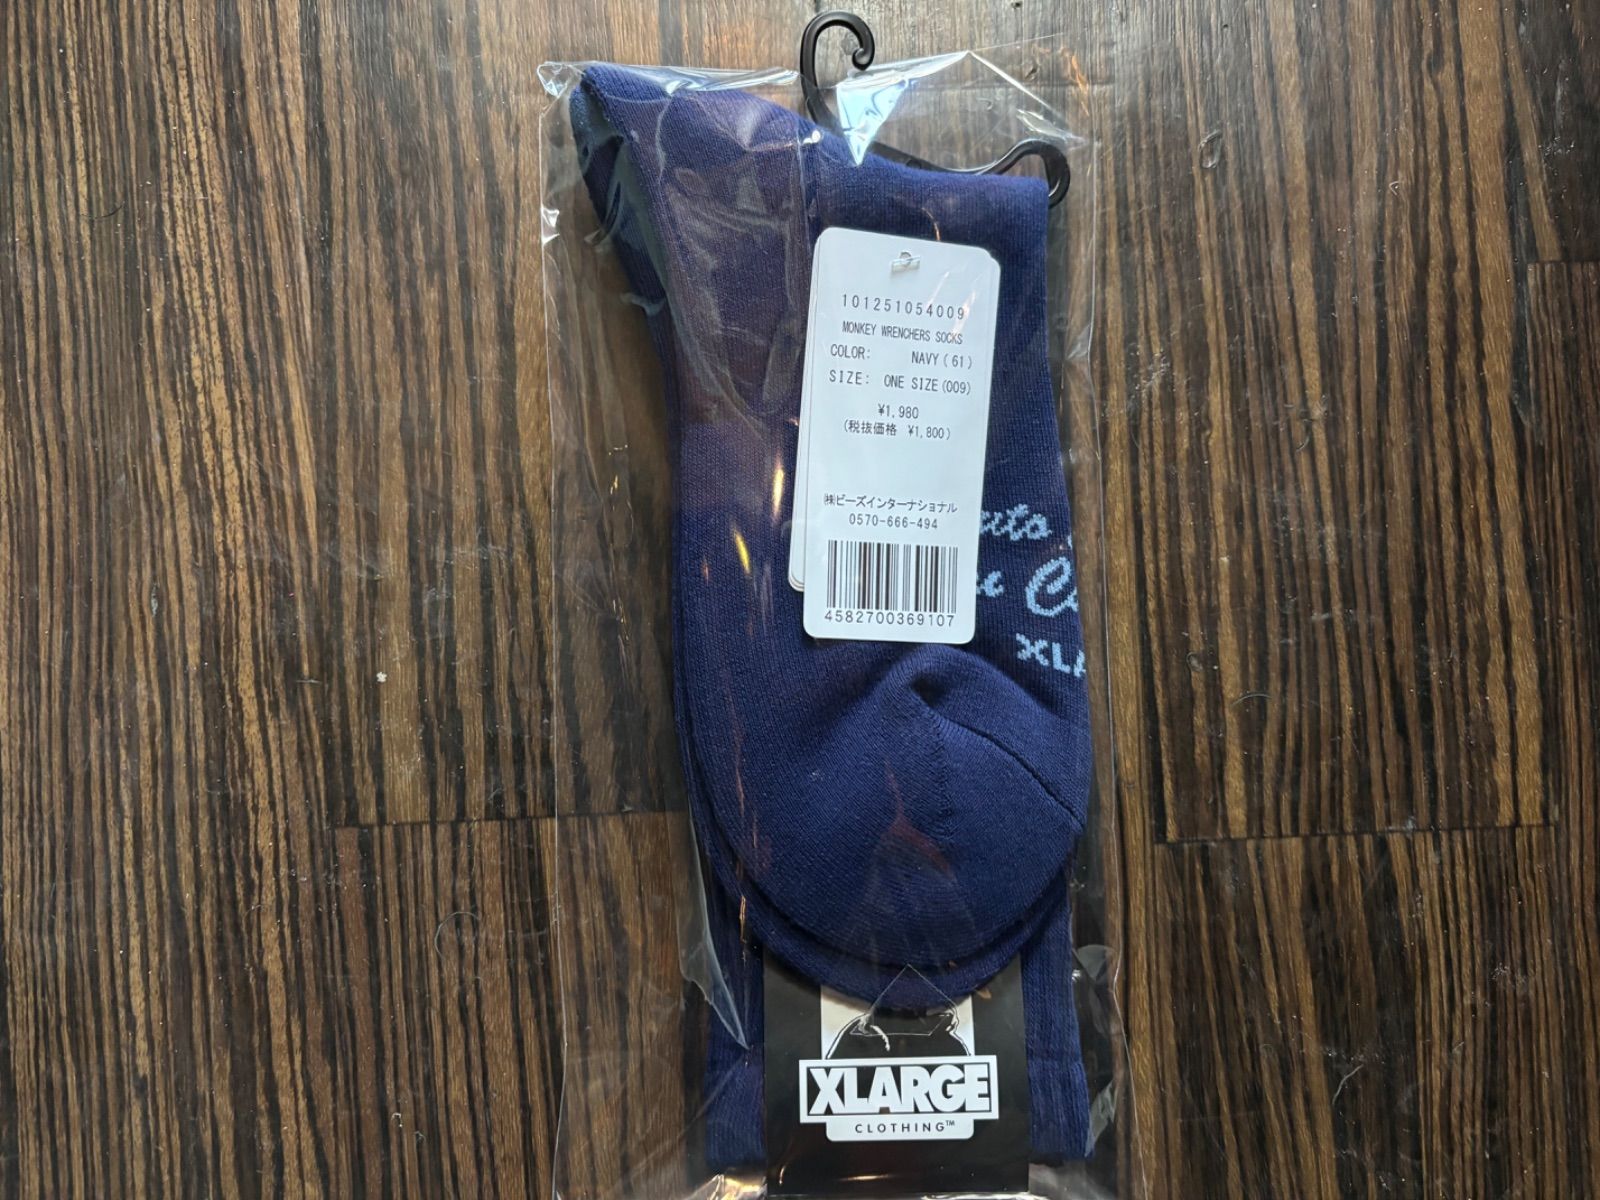 101251054009
MONKEY WRENCHERS SOCKS
COLOR: NAVY(61)
SIZE: ONE SIZE(009)
¥1,980
(税抜価格 ¥1,800)
㈱ビーズインターナショナル
0570-666-494
4582700369107
XLARGE
CLOTHING™